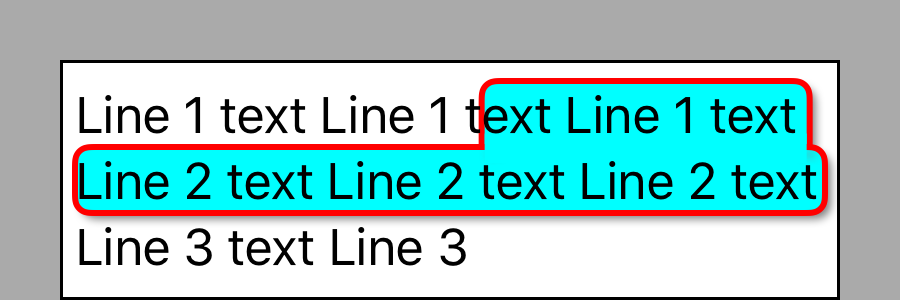 Line 1 text Line 1 text Line 1 text
Line 2 text Line 2 text Line 2 text
Line 3 text Line 3